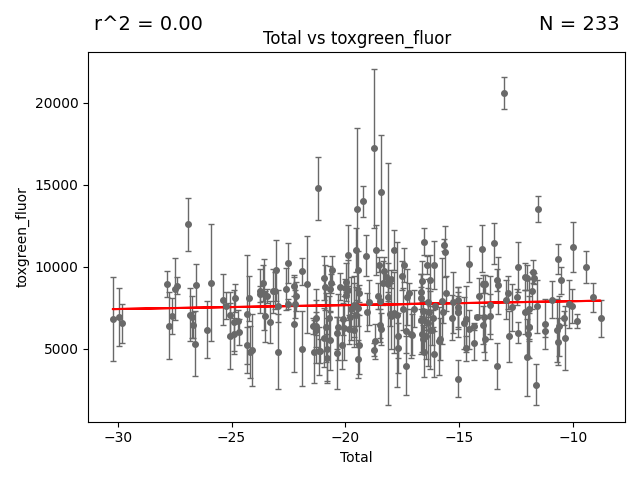 r^2 = 0.00
N = 233
Total vs toxgreen_fluor
20000
15000
10000
5000
toxgreen_fluor
−30
−25
−20
−15
−10
Total